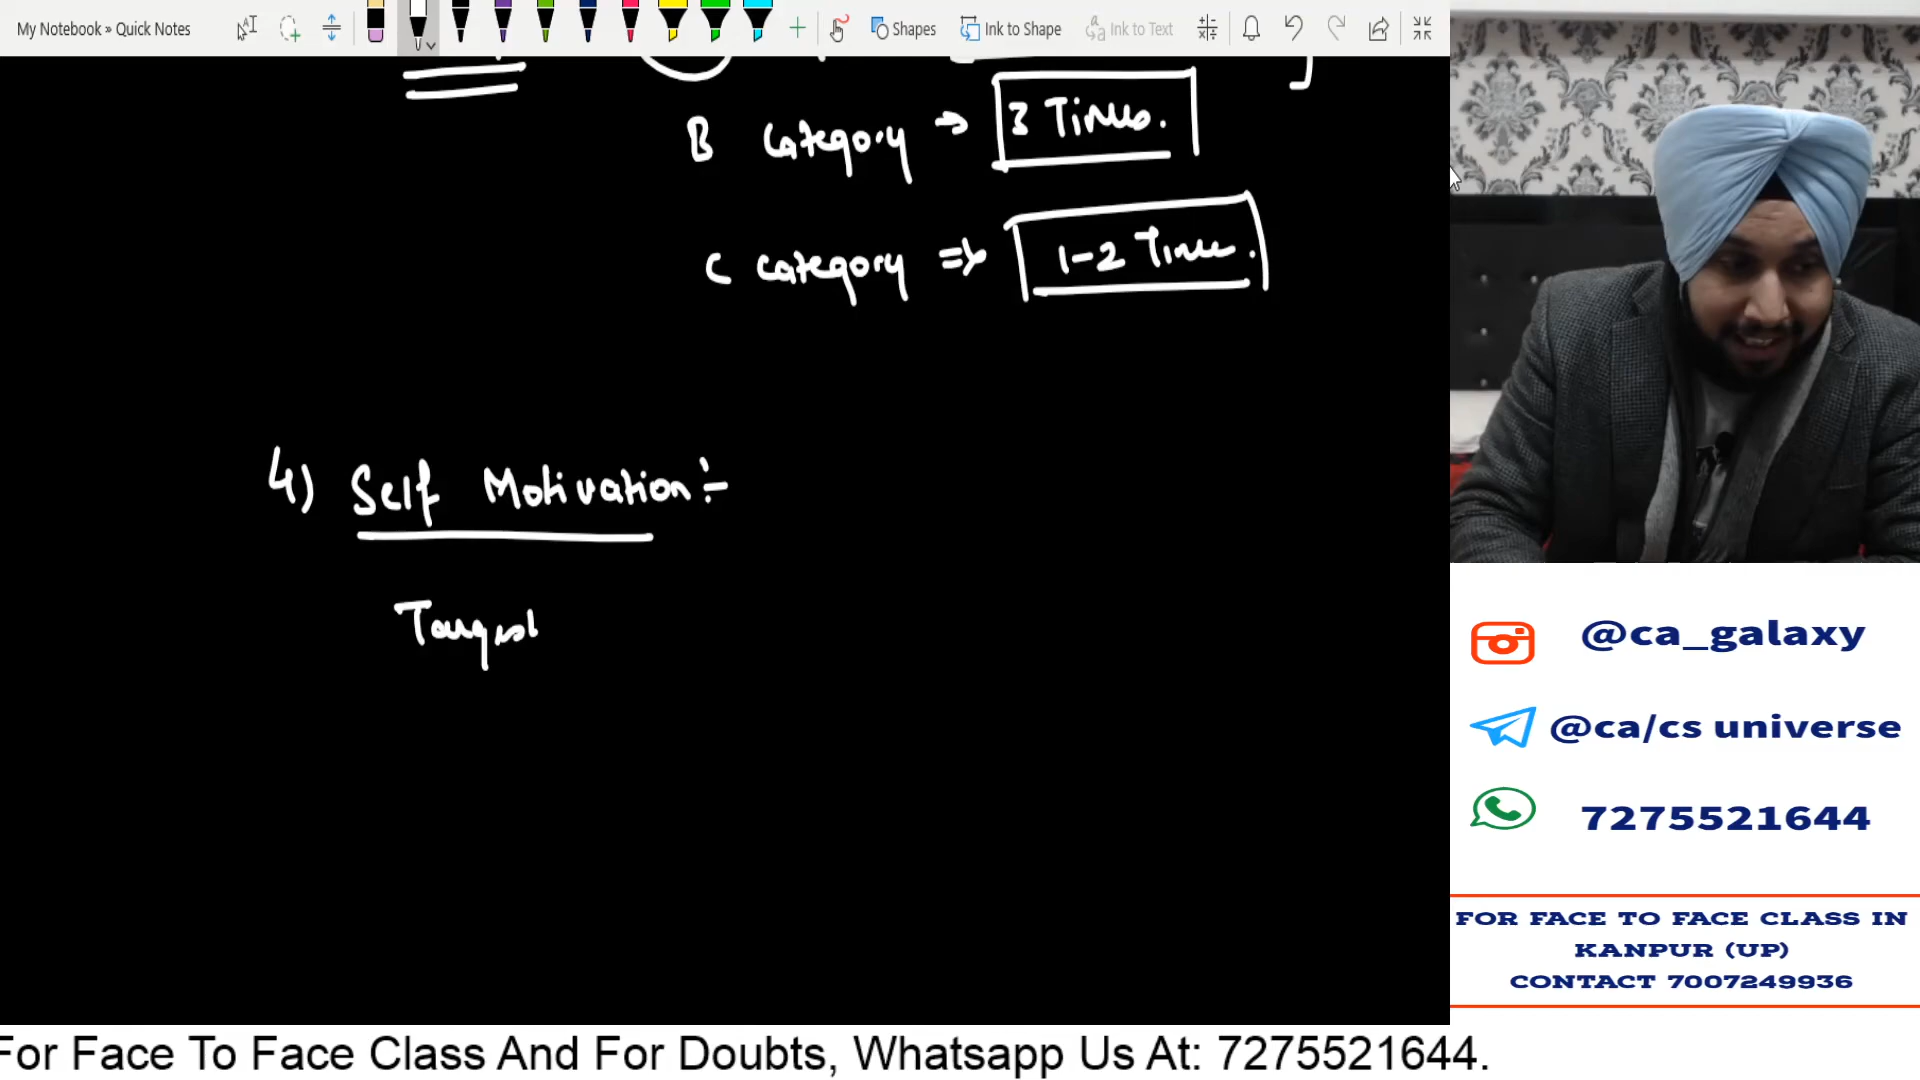 My Notebook » Quick Notes
Shapes
Ink to Shape
Ink to Text
B Category → 3 Times.
C Category ⇒ 1-2 Times.
4) Self Motivation :-
Target
@ca_galaxy
@ca/cs universe
7275521644
FOR FACE TO FACE CLASS IN
KANPUR (UP)
CONTACT 7007249936
For Face To Face Class And For Doubts, Whatsapp Us At: 7275521644.